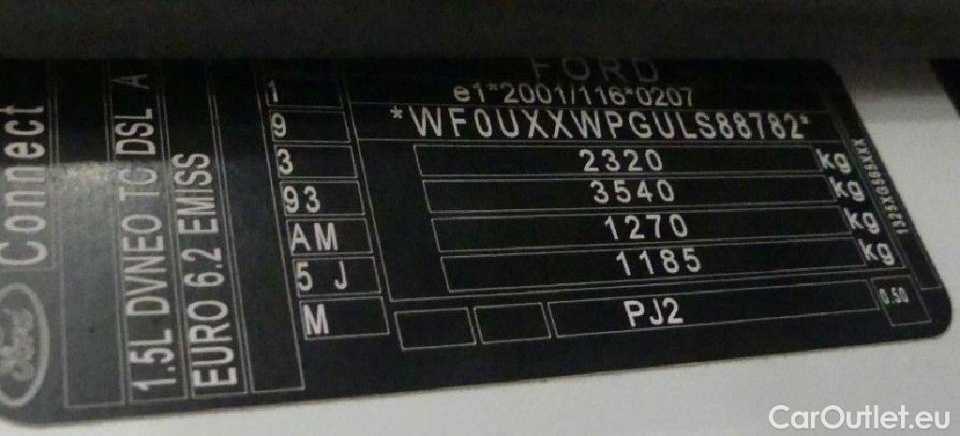 FORD
e1*2001/116*0207
*WF0UXXWPGULS88782*
2320 kg
3540 kg
1270 kg
1185 kg
1
9
3
93
AM
5 J
M
PJ2
0.50
Connect
1.5L DVNEO TC DSL A
EURO 6.2 EMISS
Ford
CarOutlet.eu